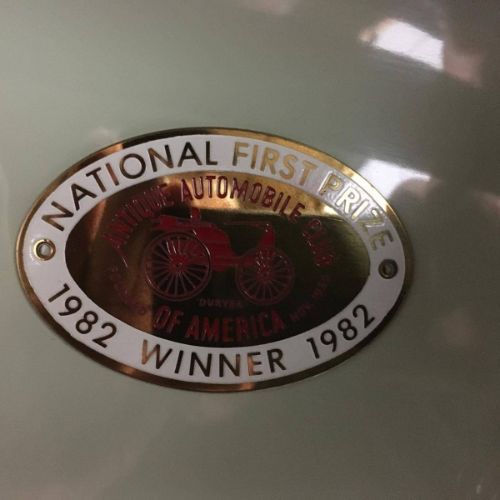 NATIONAL FIRST PRIZE
ANTIQUE AUTOMOBILE CLUB
DURYEA
OF AMERICA
1982 WINNER 1982